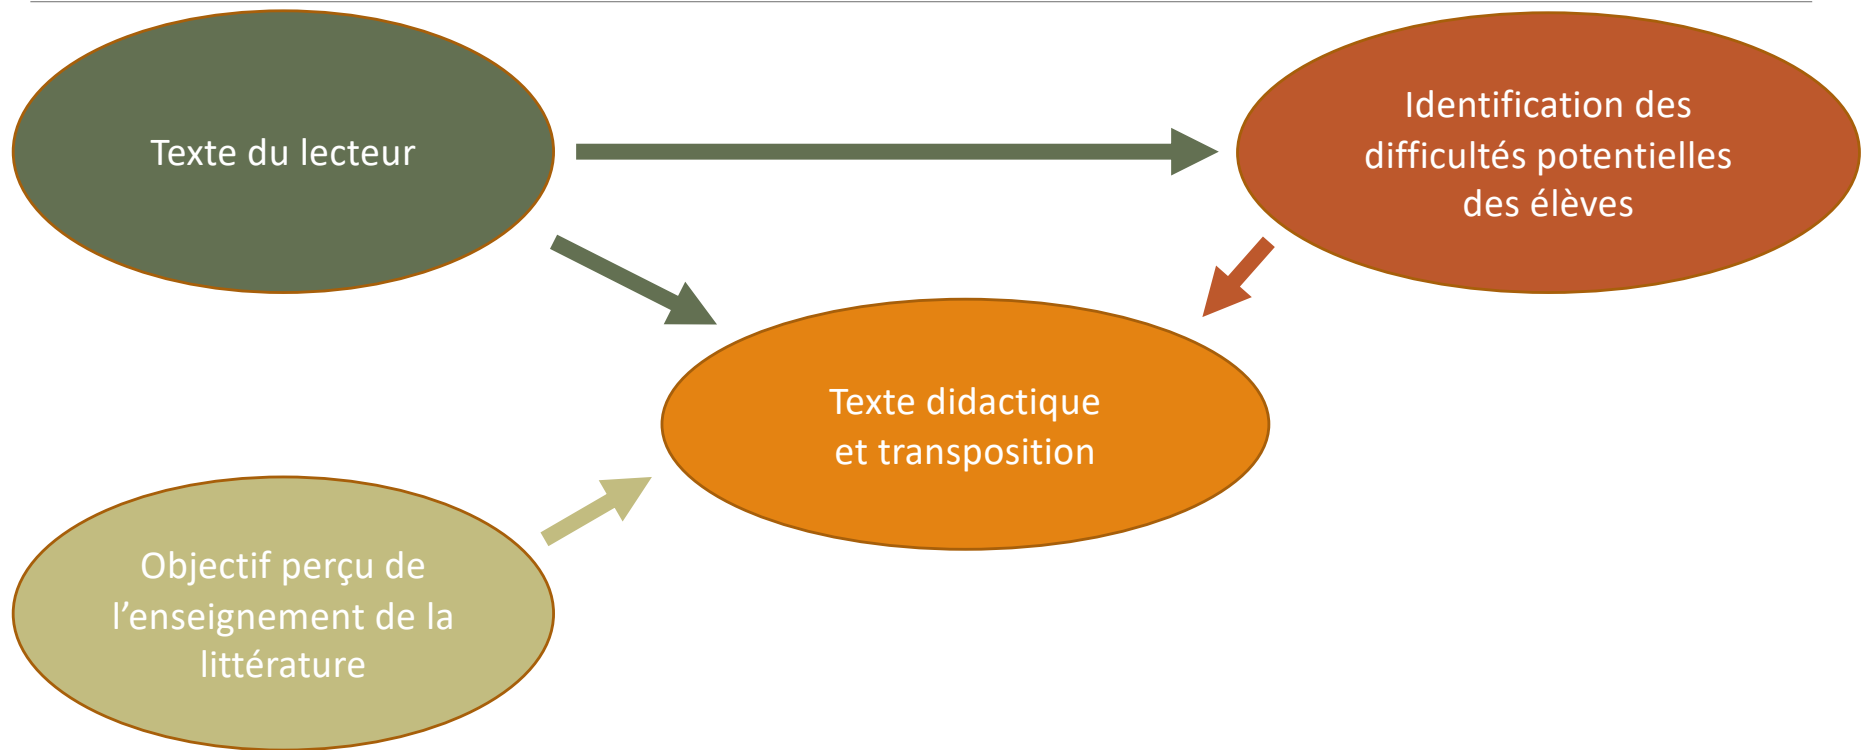 Texte du lecteur
Identification des
difficultés potentielles
des élèves
Texte didactique
et transposition
Objectif perçu de
l’enseignement de la
littérature